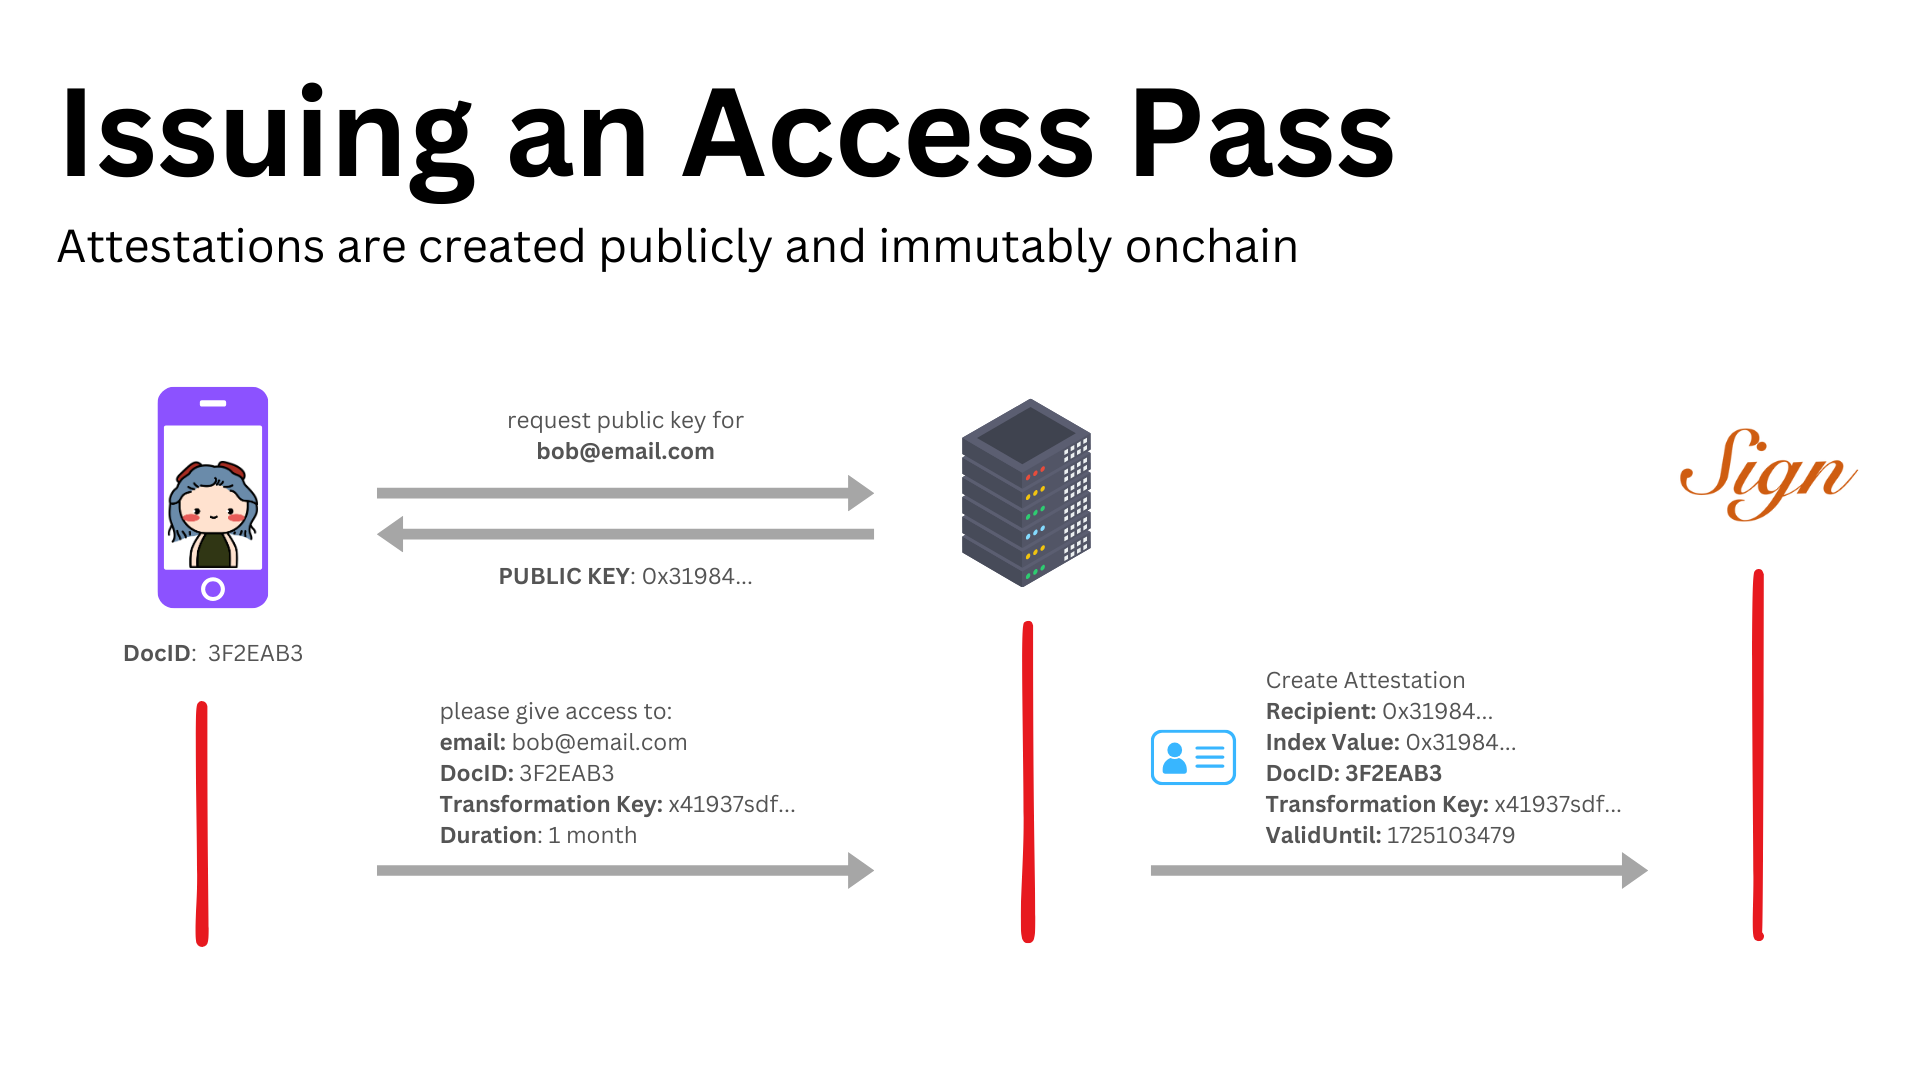 Issuing an Access Pass
Attestations are created publicly and immutably onchain
request public key for
bob@email.com
PUBLIC KEY: 0x31984...
Sign
DocID: 3F2EAB3
please give access to:
email: bob@email.com
DocID: 3F2EAB3
Transformation Key: x41937sdf...
Duration: 1 month
Create Attestation
Recipient: 0x31984...
Index Value: 0x31984...
DocID: 3F2EAB3
Transformation Key: x41937sdf...
ValidUntil: 1725103479